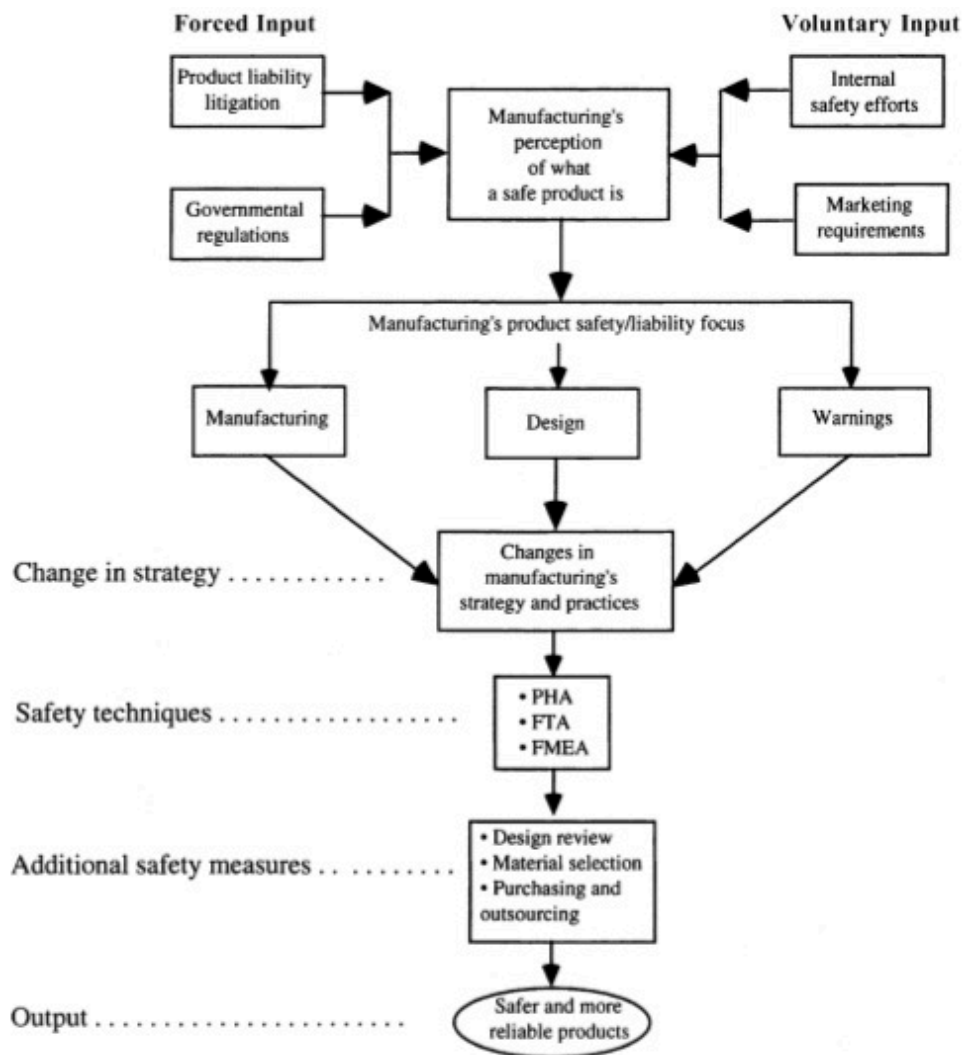 Forced Input
Voluntary Input
Product liability
litigation
Manufacturing's
perception
of what
a safe product is
Internal
safety efforts
Governmental
regulations
Marketing
requirements
Manufacturing's product safety/liability focus
Manufacturing
Design
Warnings
Change in strategy . . . . . . . . . . . .
Changes in
manufacturing's
strategy and practices
Safety techniques . . . . . . . . . . . . . . . . . .
• PHA
• FTA
• FMEA
Additional safety measures . . . . . . . . . .
• Design review
• Material selection
• Purchasing and
outsourcing
Output . . . . . . . . . . . . . . . . . . . . . . .
Safer and more
reliable products